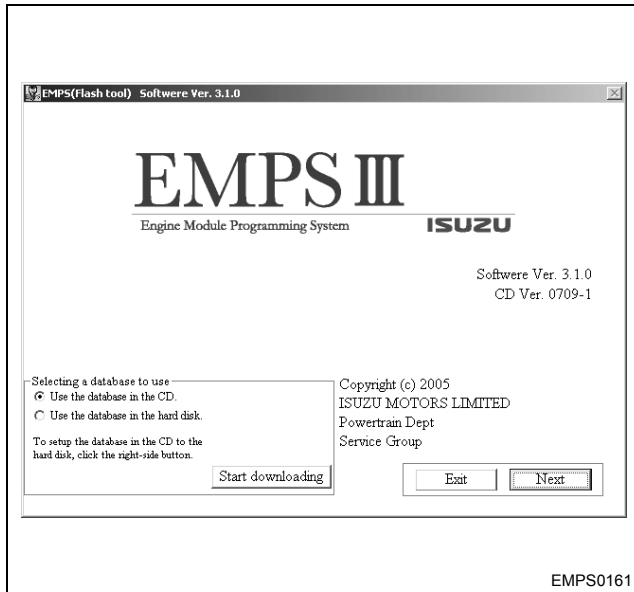 EMPS(Flash tool) Softwere Ver. 3.1.0
EMPS III
Engine Module Programming System
ISUZU
Softwere Ver. 3.1.0
CD Ver. 0709-1
Selecting a database to use
Use the database in the CD.
Use the database in the hard disk.
To setup the database in the CD to the
hard disk, click the right-side button.
Start downloading
Copyright (c) 2005
ISUZU MOTORS LIMITED
Powertrain Dept
Service Group
Exit
Next
EMPS0161